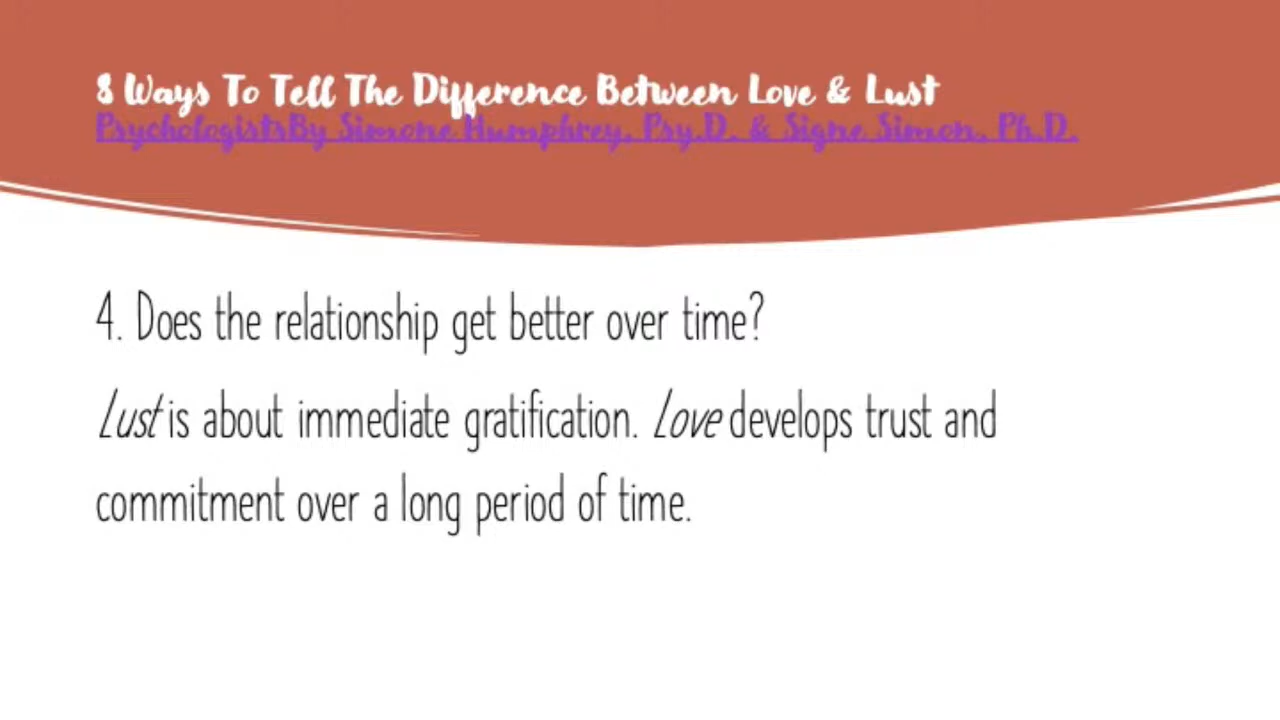 8 Ways To Tell The Difference Between Love & Lust
PsychologistsBy Simone Humphrey, Psy.D. & Signe Simon, Ph.D.
4. Does the relationship get better over time?
Lust is about immediate gratification. Love develops trust and
commitment over a long period of time.